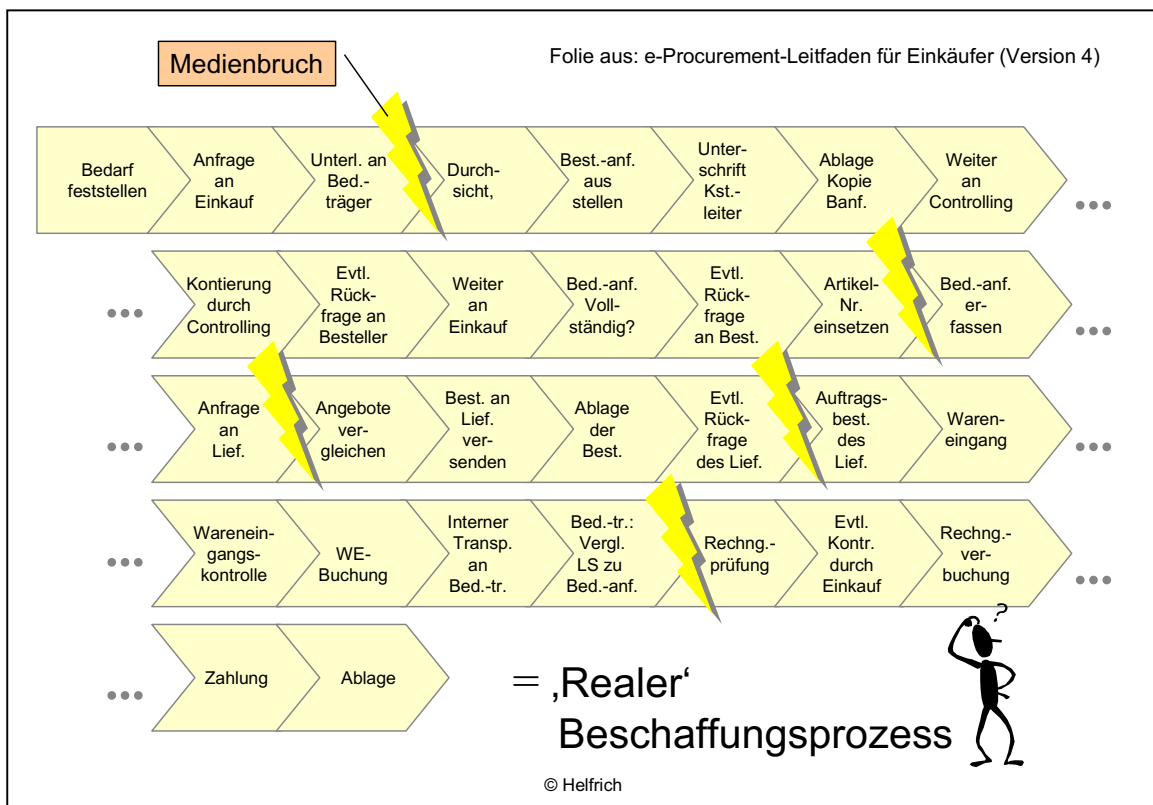 Medienbruch
Folie aus: e-Procurement-Leitfaden für Einkäufer (Version 4)
Bedarf
feststellen
Anfrage
an
Einkauf
Unterl. an
Bed.-
träger
Durch-
sicht,
Best.-anf.
aus
stellen
Unter-
schrift
Kst.-
leiter
Ablage
Kopie
Banf.
Weiter
an
Controlling
...
...
Kontierung
durch
Controlling
Evtl.
Rück-
frage an
Besteller
Weiter
an
Einkauf
Bed.-anf.
Voll-
ständig?
Evtl.
Rück-
frage
an Best.
Artikel-
Nr.
einsetzen
Bed.-anf.
er-
fassen
...
...
Anfrage
an
Lief.
Angebote
ver-
gleichen
Best. an
Lief.
ver-
senden
Ablage
der
Best.
Evtl.
Rück-
frage
des Lief.
Auftrags-
best.
des
Lief.
Waren-
eingang
...
...
Wareneinn-
gangs-
kontrolle
WE-
Buchung
Interner
Transp.
an
Bed.-tr.
Bed.-tr.:
Vergl.
LS zu
Bed.-anf.
Rechng.-
prüfung
Evtl.
Kontr.
durch
Einkauf
Rechng.-
ver-
buchung
...
...
Zahlung
Ablage
= ‚Realer‘
Beschaffungsprozess
?
© Helfrich